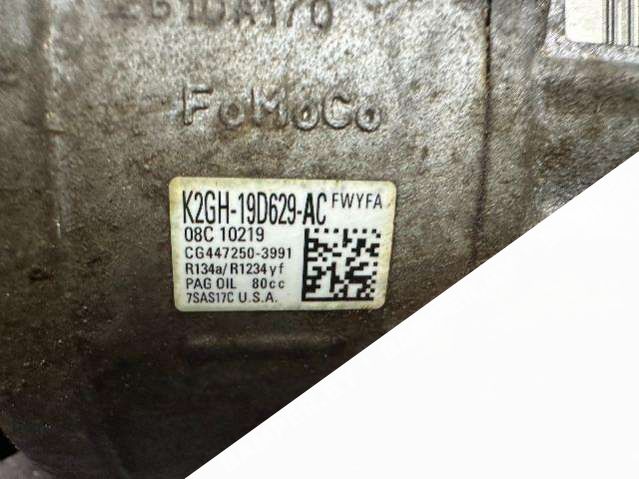 FoMoCo
K2GH-19D629-AC FWYFA
08C 10219
CG447250-3991
R134a/R1234yf
PAG OIL 80cc
7SAS17C U.S.A.